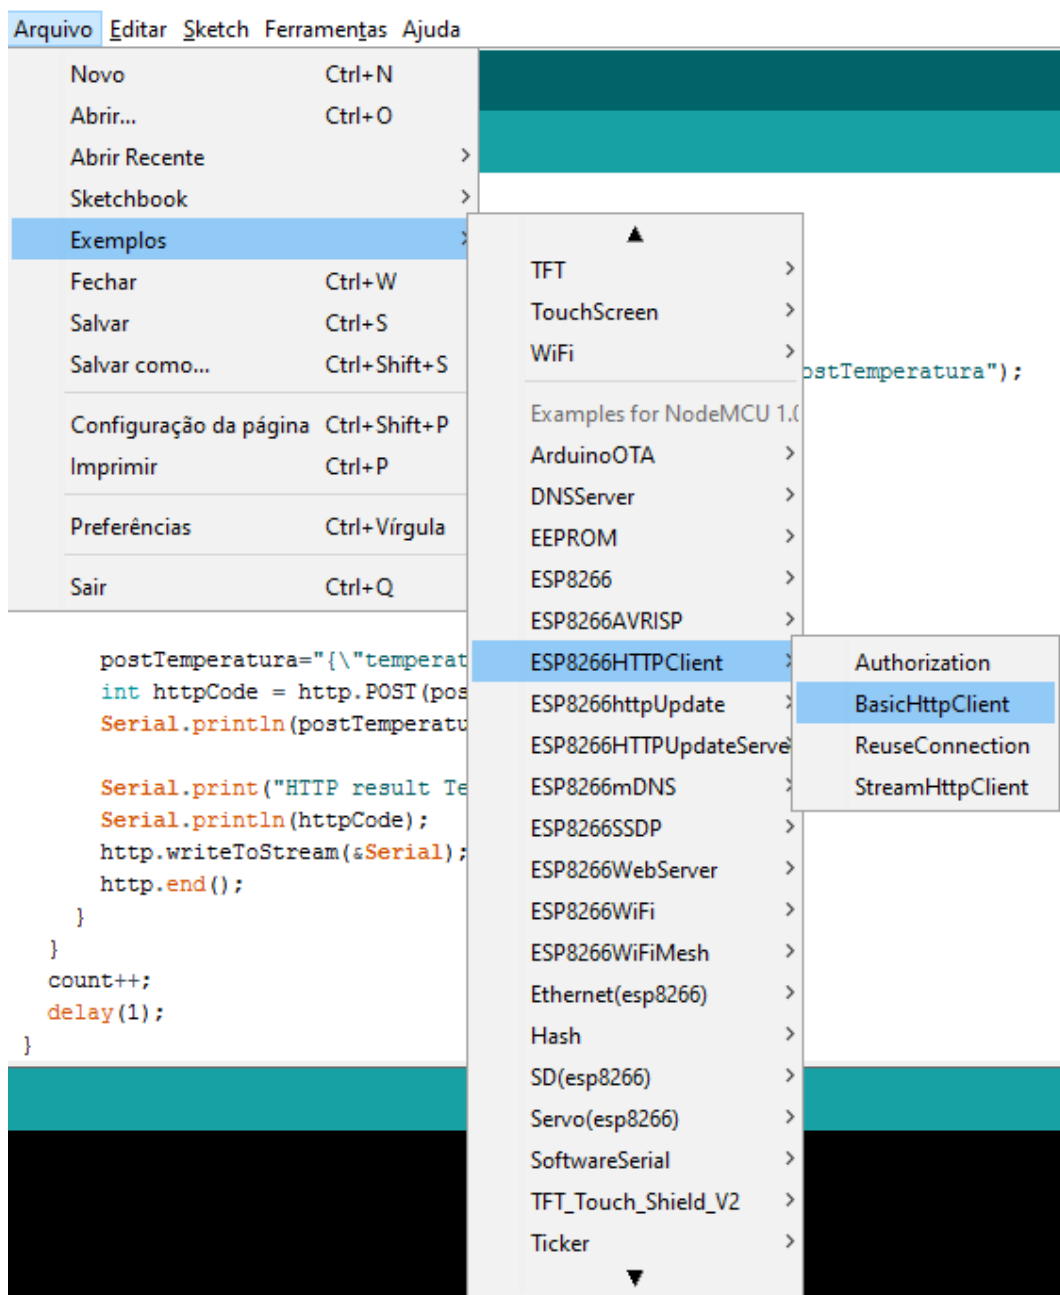 Arquivo Editar Sketch Ferramentas Ajuda
Novo Ctrl+N
Abrir... Ctrl+O
Abrir Recente
Sketchbook
Exemplos
Fechar Ctrl+W
Salvar Ctrl+S
Salvar como... Ctrl+Shift+S
Configuração da página Ctrl+Shift+P
Imprimir Ctrl+P
Preferências Ctrl+Vírgula
Sair Ctrl+Q
TFT
TouchScreen
WiFi
Examples for NodeMCU 1.0
ArduinoOTA
DNSServer
EEPROM
ESP8266
ESP8266AVRISP
ESP8266HTTPClient
ESP8266httpUpdate
ESP8266HTTPUpdateServe
ESP8266mDNS
ESP8266SSDP
ESP8266WebServer
ESP8266WiFi
ESP8266WiFiMesh
Ethernet(esp8266)
Hash
SD(esp8266)
Servo(esp8266)
SoftwareSerial
TFT_Touch_Shield_V2
Ticker
Authorization
BasicHttpClient
ReuseConnection
StreamHttpClient
ostTemperatura");
postTemperatura="{\"temperat
int httpCode = http.POST(pos
Serial.println(postTemperatu
Serial.print("HTTP result Te
Serial.println(httpCode);
http.writeToStream(&Serial);
http.end();
}
}
count++;
delay(1);
}